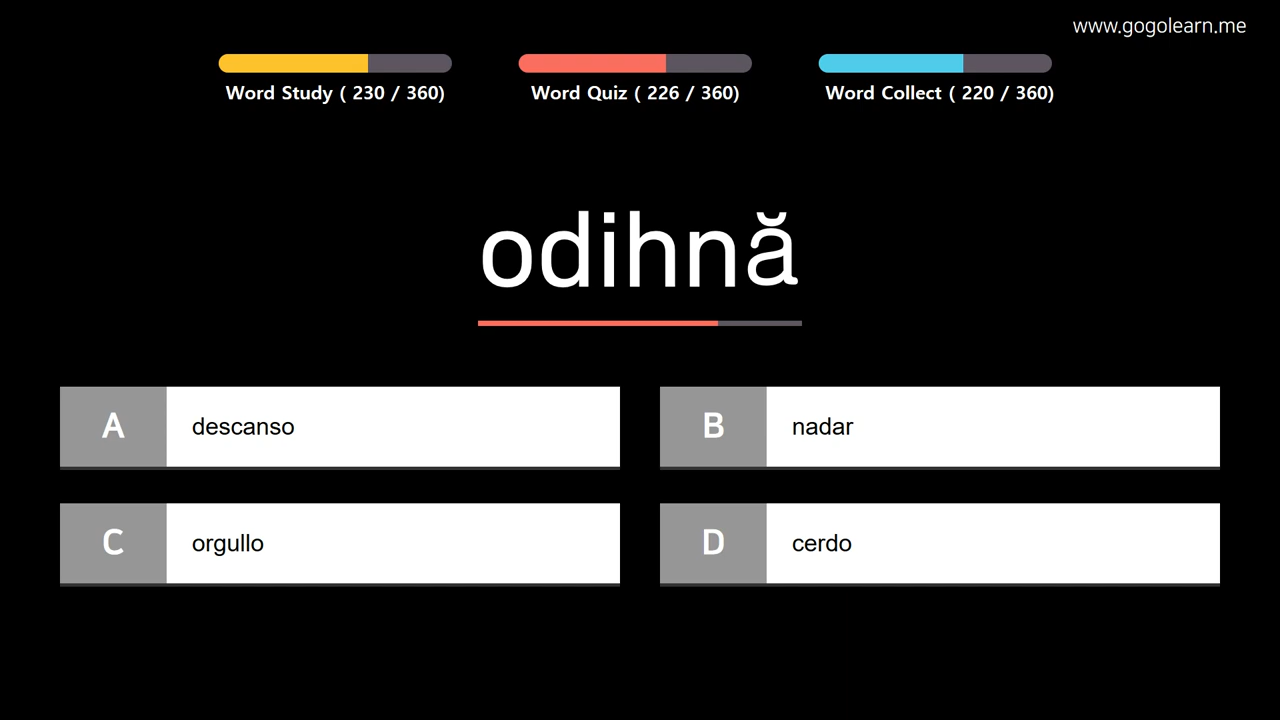 www.gogolearn.me
Word Study ( 230 / 360)
Word Quiz ( 226 / 360)
Word Collect ( 220 / 360)
odihnă
A descanso
B nadar
C orgullo
D cerdo